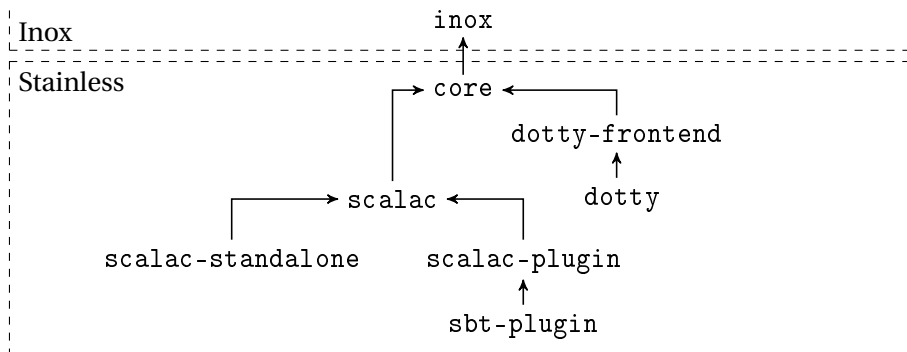 inox
Inox
Stainless
core
dotty-frontend
dotty
scalac
scalac-standalone
scalac-plugin
sbt-plugin